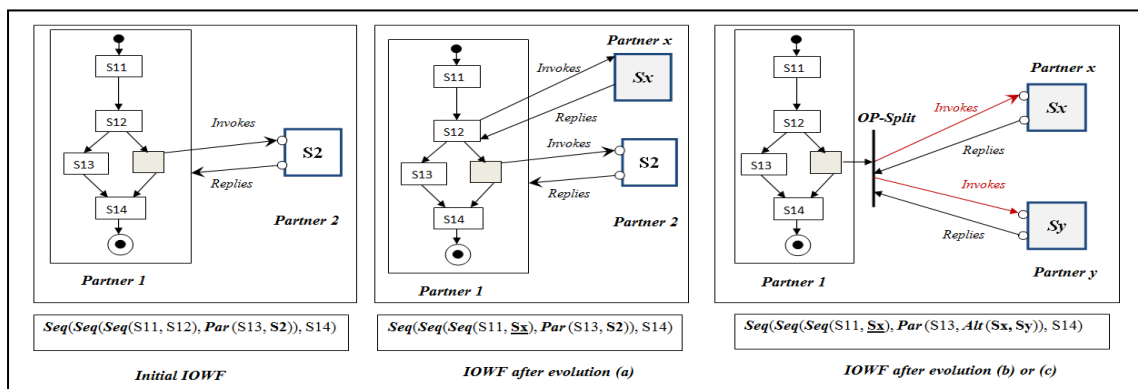 S11
S12
S13
S14
Invokes
Replies
S2
Partner 2
Partner 1
Seq(Seq(Seq(S11, S12), Par (S13, S2)), S14)
Initial IOWF
Partner x
S11
Invokes
Sx
Replies
S12
Invokes
S13
S2
Replies
S14
Partner 2
Partner 1
Seq(Seq(Seq(S11, Sx), Par (S13, S2)), S14)
IOWF after evolution (a)
Partner x
S11
Invokes
Sx
OP-Split
S12
Replies
S13
Invokes
S14
Replies
Sy
Partner 1
Partner y
Seq(Seq(Seq(S11, Sx), Par (S13, Alt (Sx, Sy)), S14)
IOWF after evolution (b) or (c)